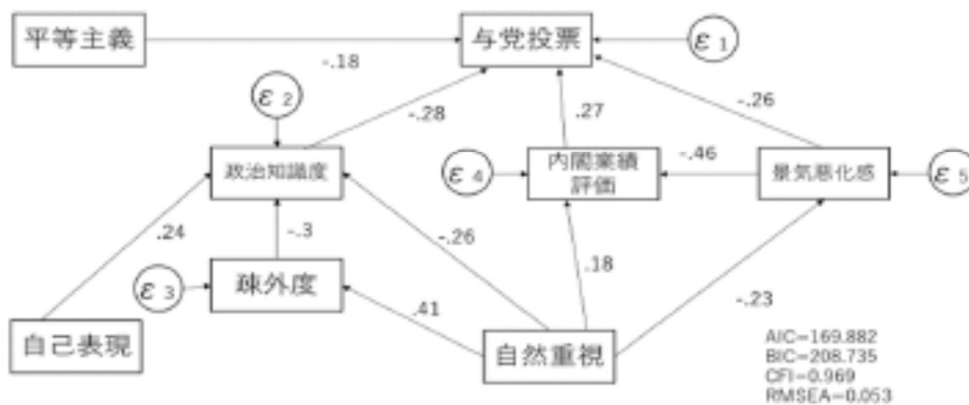 平等主義
与党投票
ε 1
-.18
ε 2
-.28
.27
-.26
政治知識度
ε 4
内閣業績
評価
-.46
景気悪化感
ε 5
.24
-.3
-.26
.18
-.23
ε 3
疎外度
.41
自己表現
自然重視
AIC=169.882
BIC=208.735
CFI=0.969
RMSEA=0.053